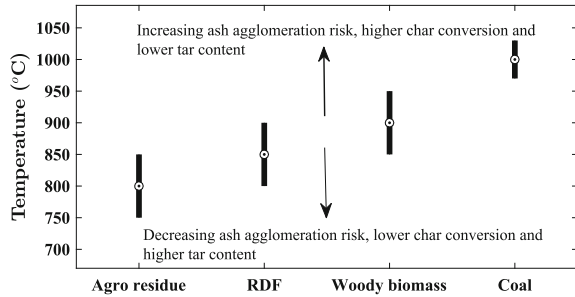 Increasing ash agglomeration risk, higher char conversion and
lower tar content
1050
1000
950
900
850
800
750
700
Temperature (°C)
Decreasing ash agglomeration risk, lower char conversion and
higher tar content
Agro residue RDF Woody biomass Coal